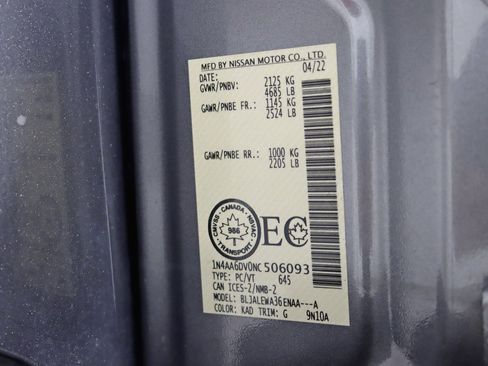 MFD BY NISSAN MOTOR CO., LTD.
DATE: 04/22
GVWR/PNBV: 2125 KG
4685 LB
GAWR/PNBE FR.: 1145 KG
2524 LB
GAWR/PNBE RR.: 1000 KG
2205 LB
CMVSS - CANADA - NSVAC
986
TRANSPORT
EC
1N4AA6DV0NC506093
TYPE: PC/VT 645
CAN ICES-2/NMB-2
MODEL: BLJALEWA36ENAA---A
COLOR: KAD TRIM: G 9N10A